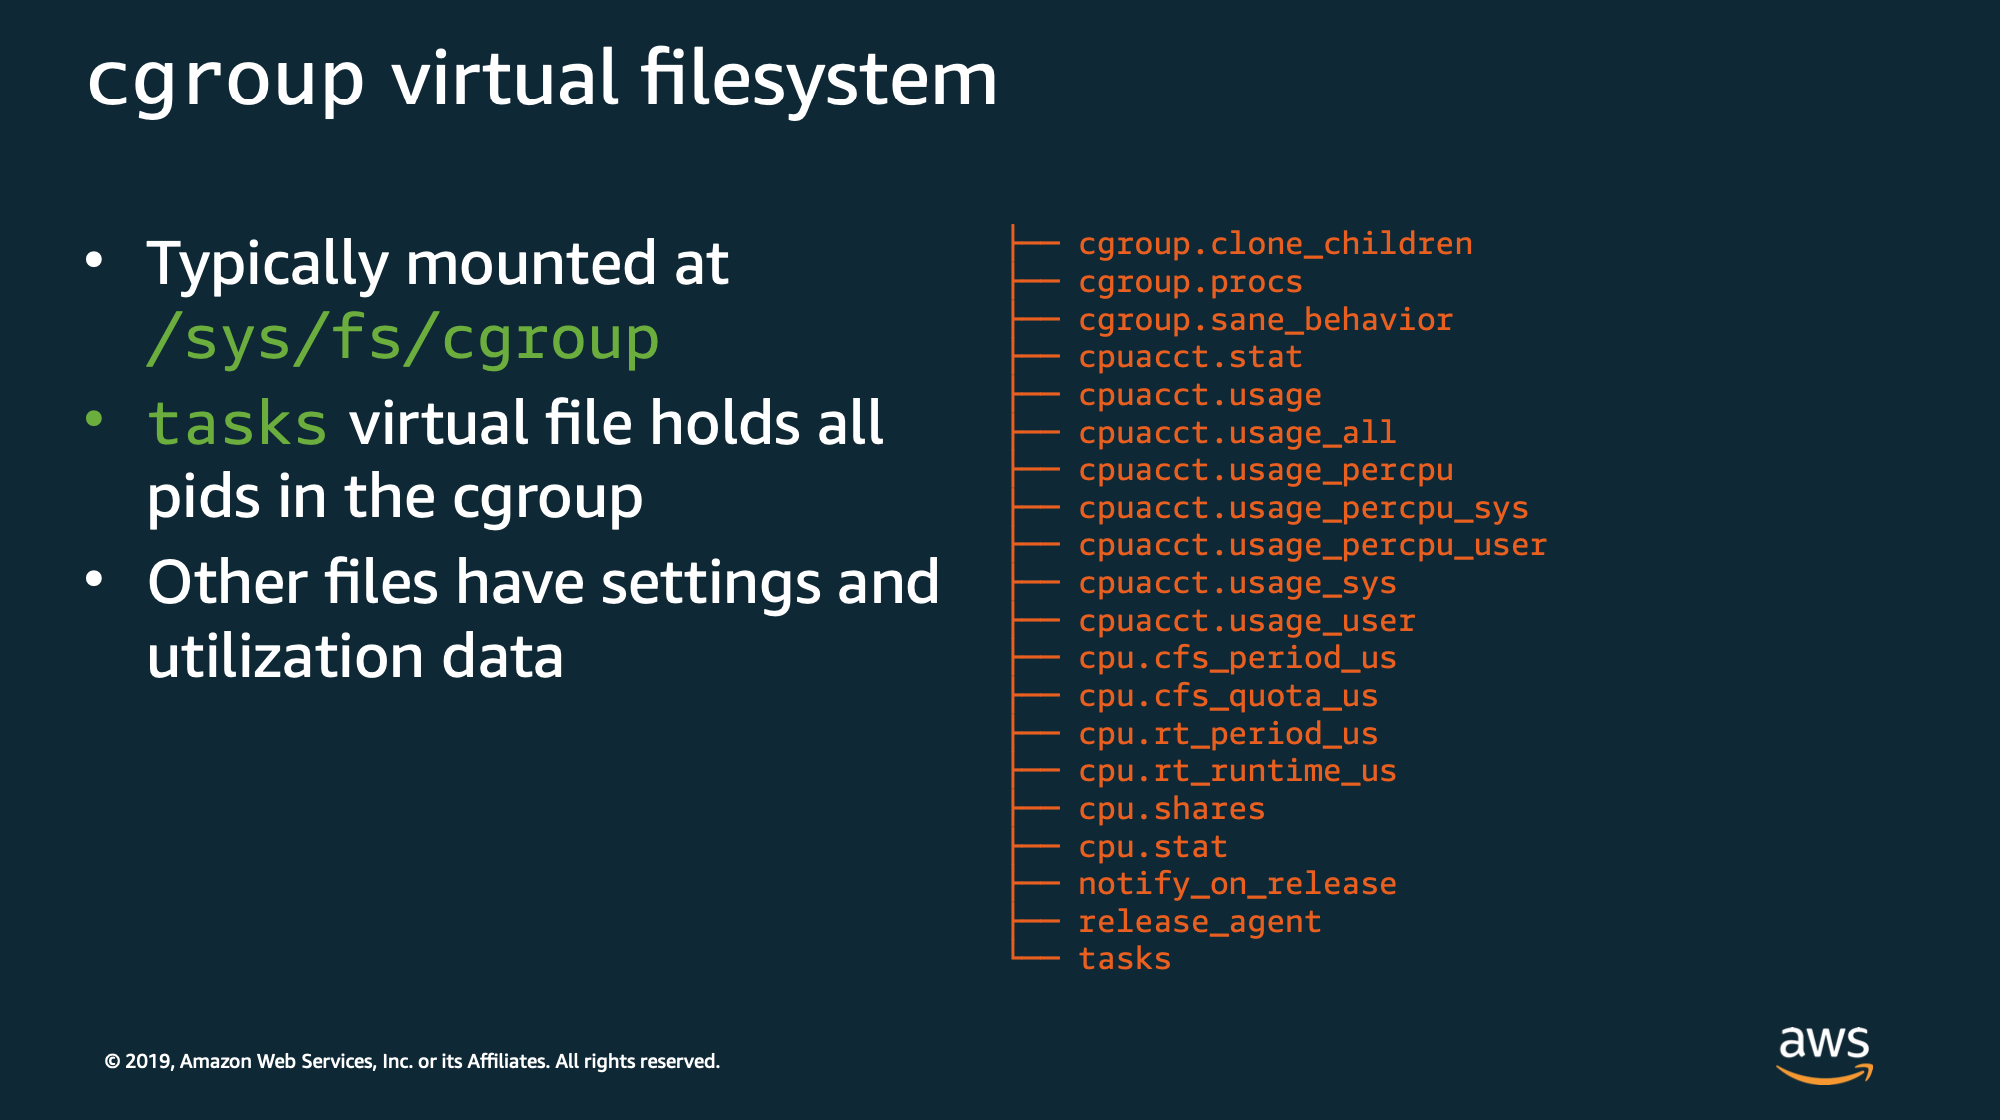 cgroup virtual filesystem
• Typically mounted at
/sys/fs/cgroup
• tasks virtual file holds all
pids in the cgroup
• Other files have settings and
utilization data
├── cgroup.clone_children
├── cgroup.procs
├── cgroup.sane_behavior
├── cpuacct.stat
├── cpuacct.usage
├── cpuacct.usage_all
├── cpuacct.usage_percpu
├── cpuacct.usage_percpu_sys
├── cpuacct.usage_percpu_user
├── cpuacct.usage_sys
├── cpuacct.usage_user
├── cpu.cfs_period_us
├── cpu.cfs_quota_us
├── cpu.rt_period_us
├── cpu.rt_runtime_us
├── cpu.shares
├── cpu.stat
├── notify_on_release
├── release_agent
└── tasks
© 2019, Amazon Web Services, Inc. or its Affiliates. All rights reserved.
aws